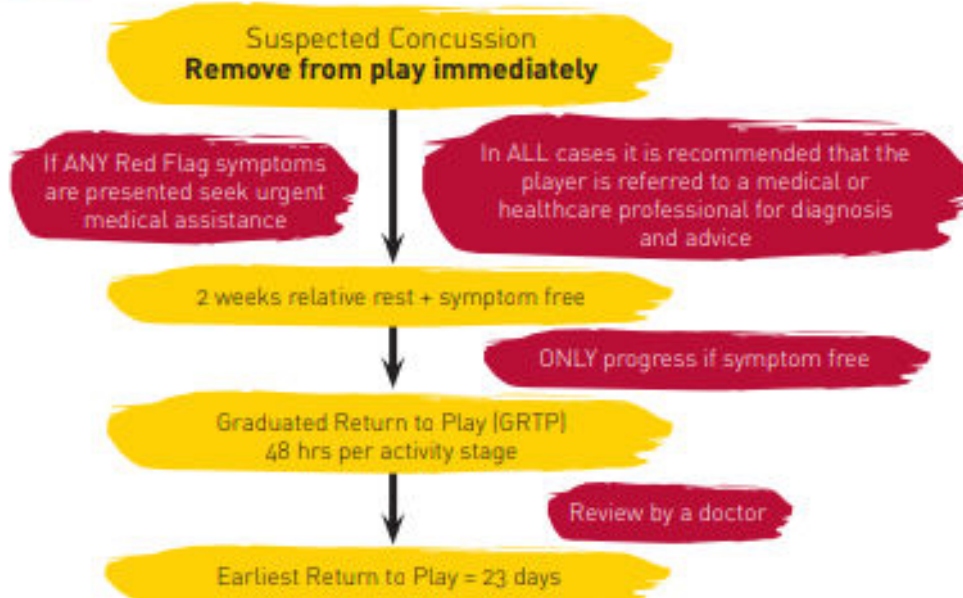 Suspected Concussion
Remove from play immediately
If ANY Red Flag symptoms
are presented seek urgent
medical assistance
In ALL cases it is recommended that the
player is referred to a medical or
healthcare professional for diagnosis
and advice
2 weeks relative rest + symptom free
ONLY progress if symptom free
Graduated Return to Play (GRTP)
48 hrs per activity stage
Review by a doctor
Earliest Return to Play = 23 days